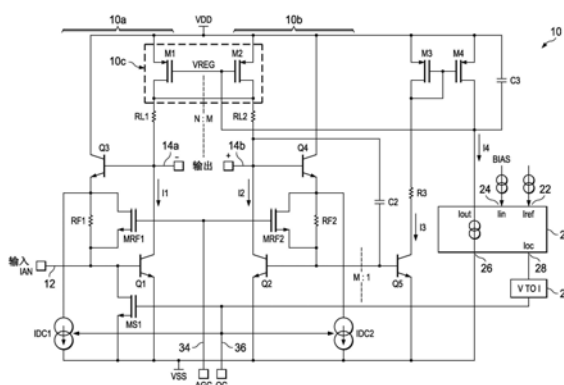 10a
10b
10
VDD
10c
M1
M2
VREG
M3
M4
C3
RL1
RL2
N : M
Q3
14a
-
输出
+
14b
Q4
I4
BIAS
24
22
I1
I2
C2
R3
Iout
Iin
Iref
RF1
MRF1
MRF2
RF2
I3
Ioc
输入
IAN
12
Q1
Q2
M : 1
Q5
26
28
V TO I
MS1
IDC1
34
36
IDC2
VSS